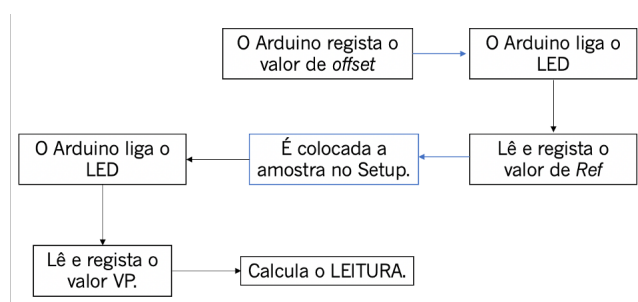 O Arduino regista o
valor de offset
O Arduino liga o
LED
Lê e regista o
valor de Ref
É colocada a
amostra no Setup.
O Arduino liga o
LED
Lê e regista o
valor VP.
Calcula o LEITURA.